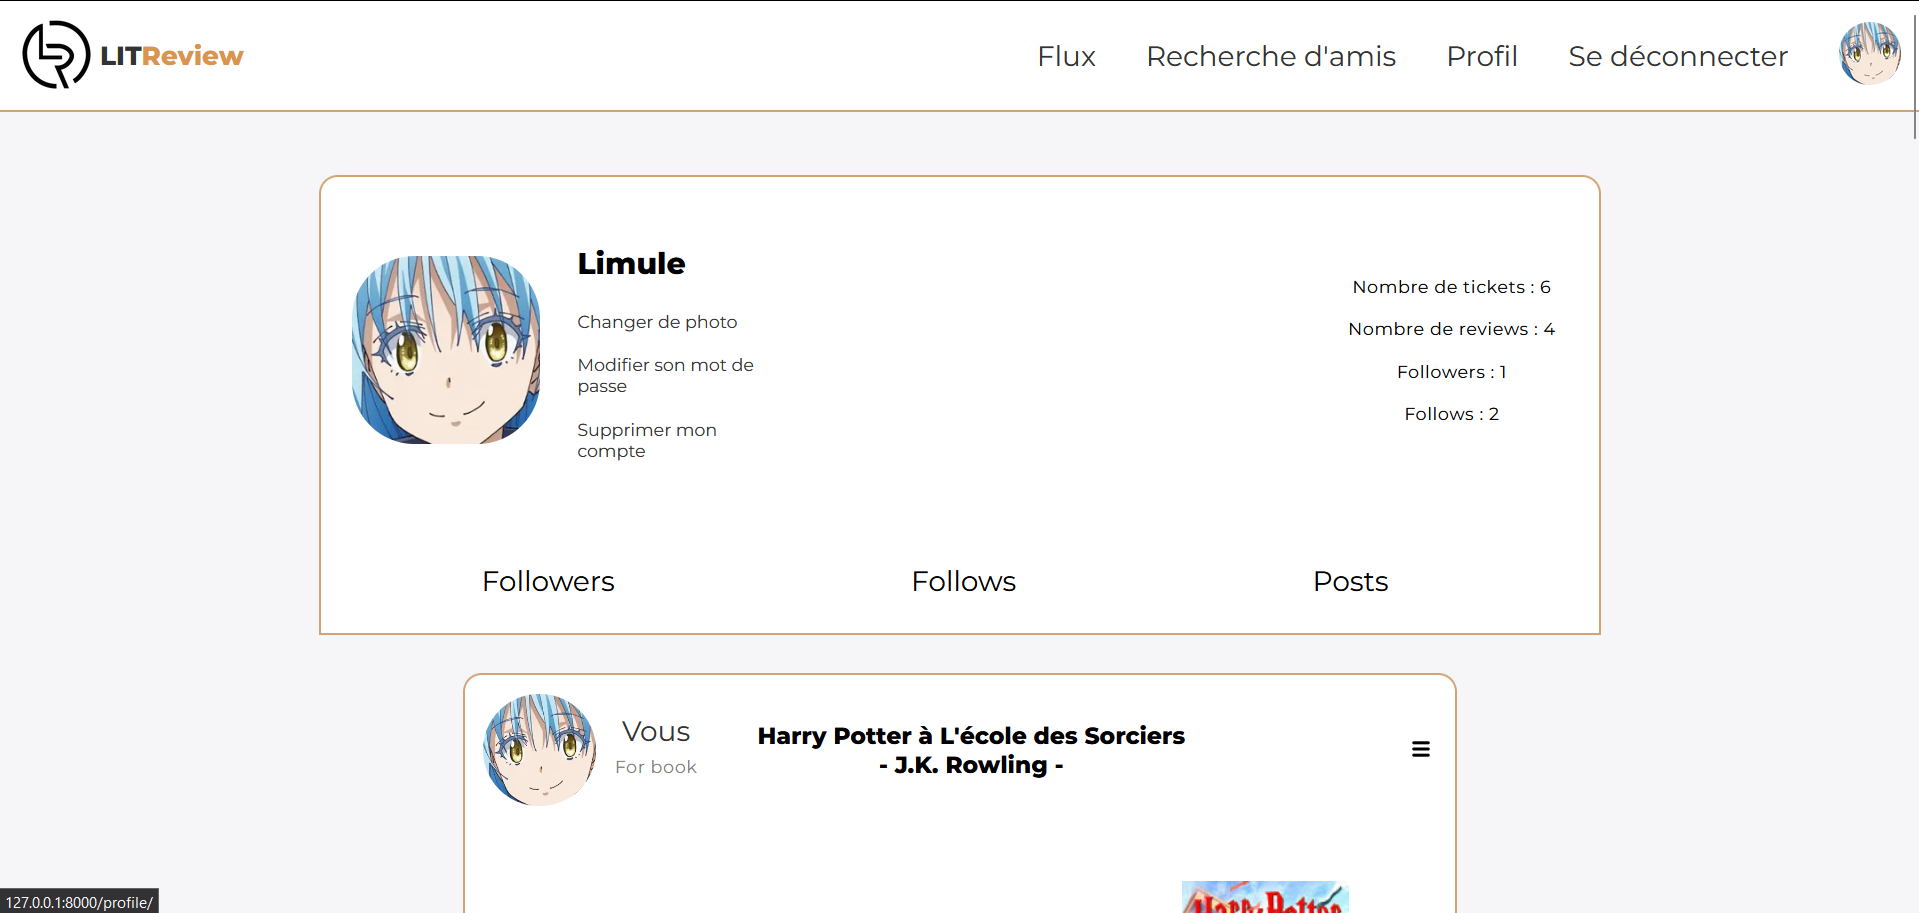 LITReview
Flux
Recherche d'amis
Profil
Se déconnecter
Limule
Changer de photo
Modifier son mot de
passe
Supprimer mon
compte
Nombre de tickets : 6
Nombre de reviews : 4
Followers : 1
Follows : 2
Followers
Follows
Posts
Vous
For book
Harry Potter à L'école des Sorciers
- J.K. Rowling -
Harry Potter
127.0.0.1:8000/profile/